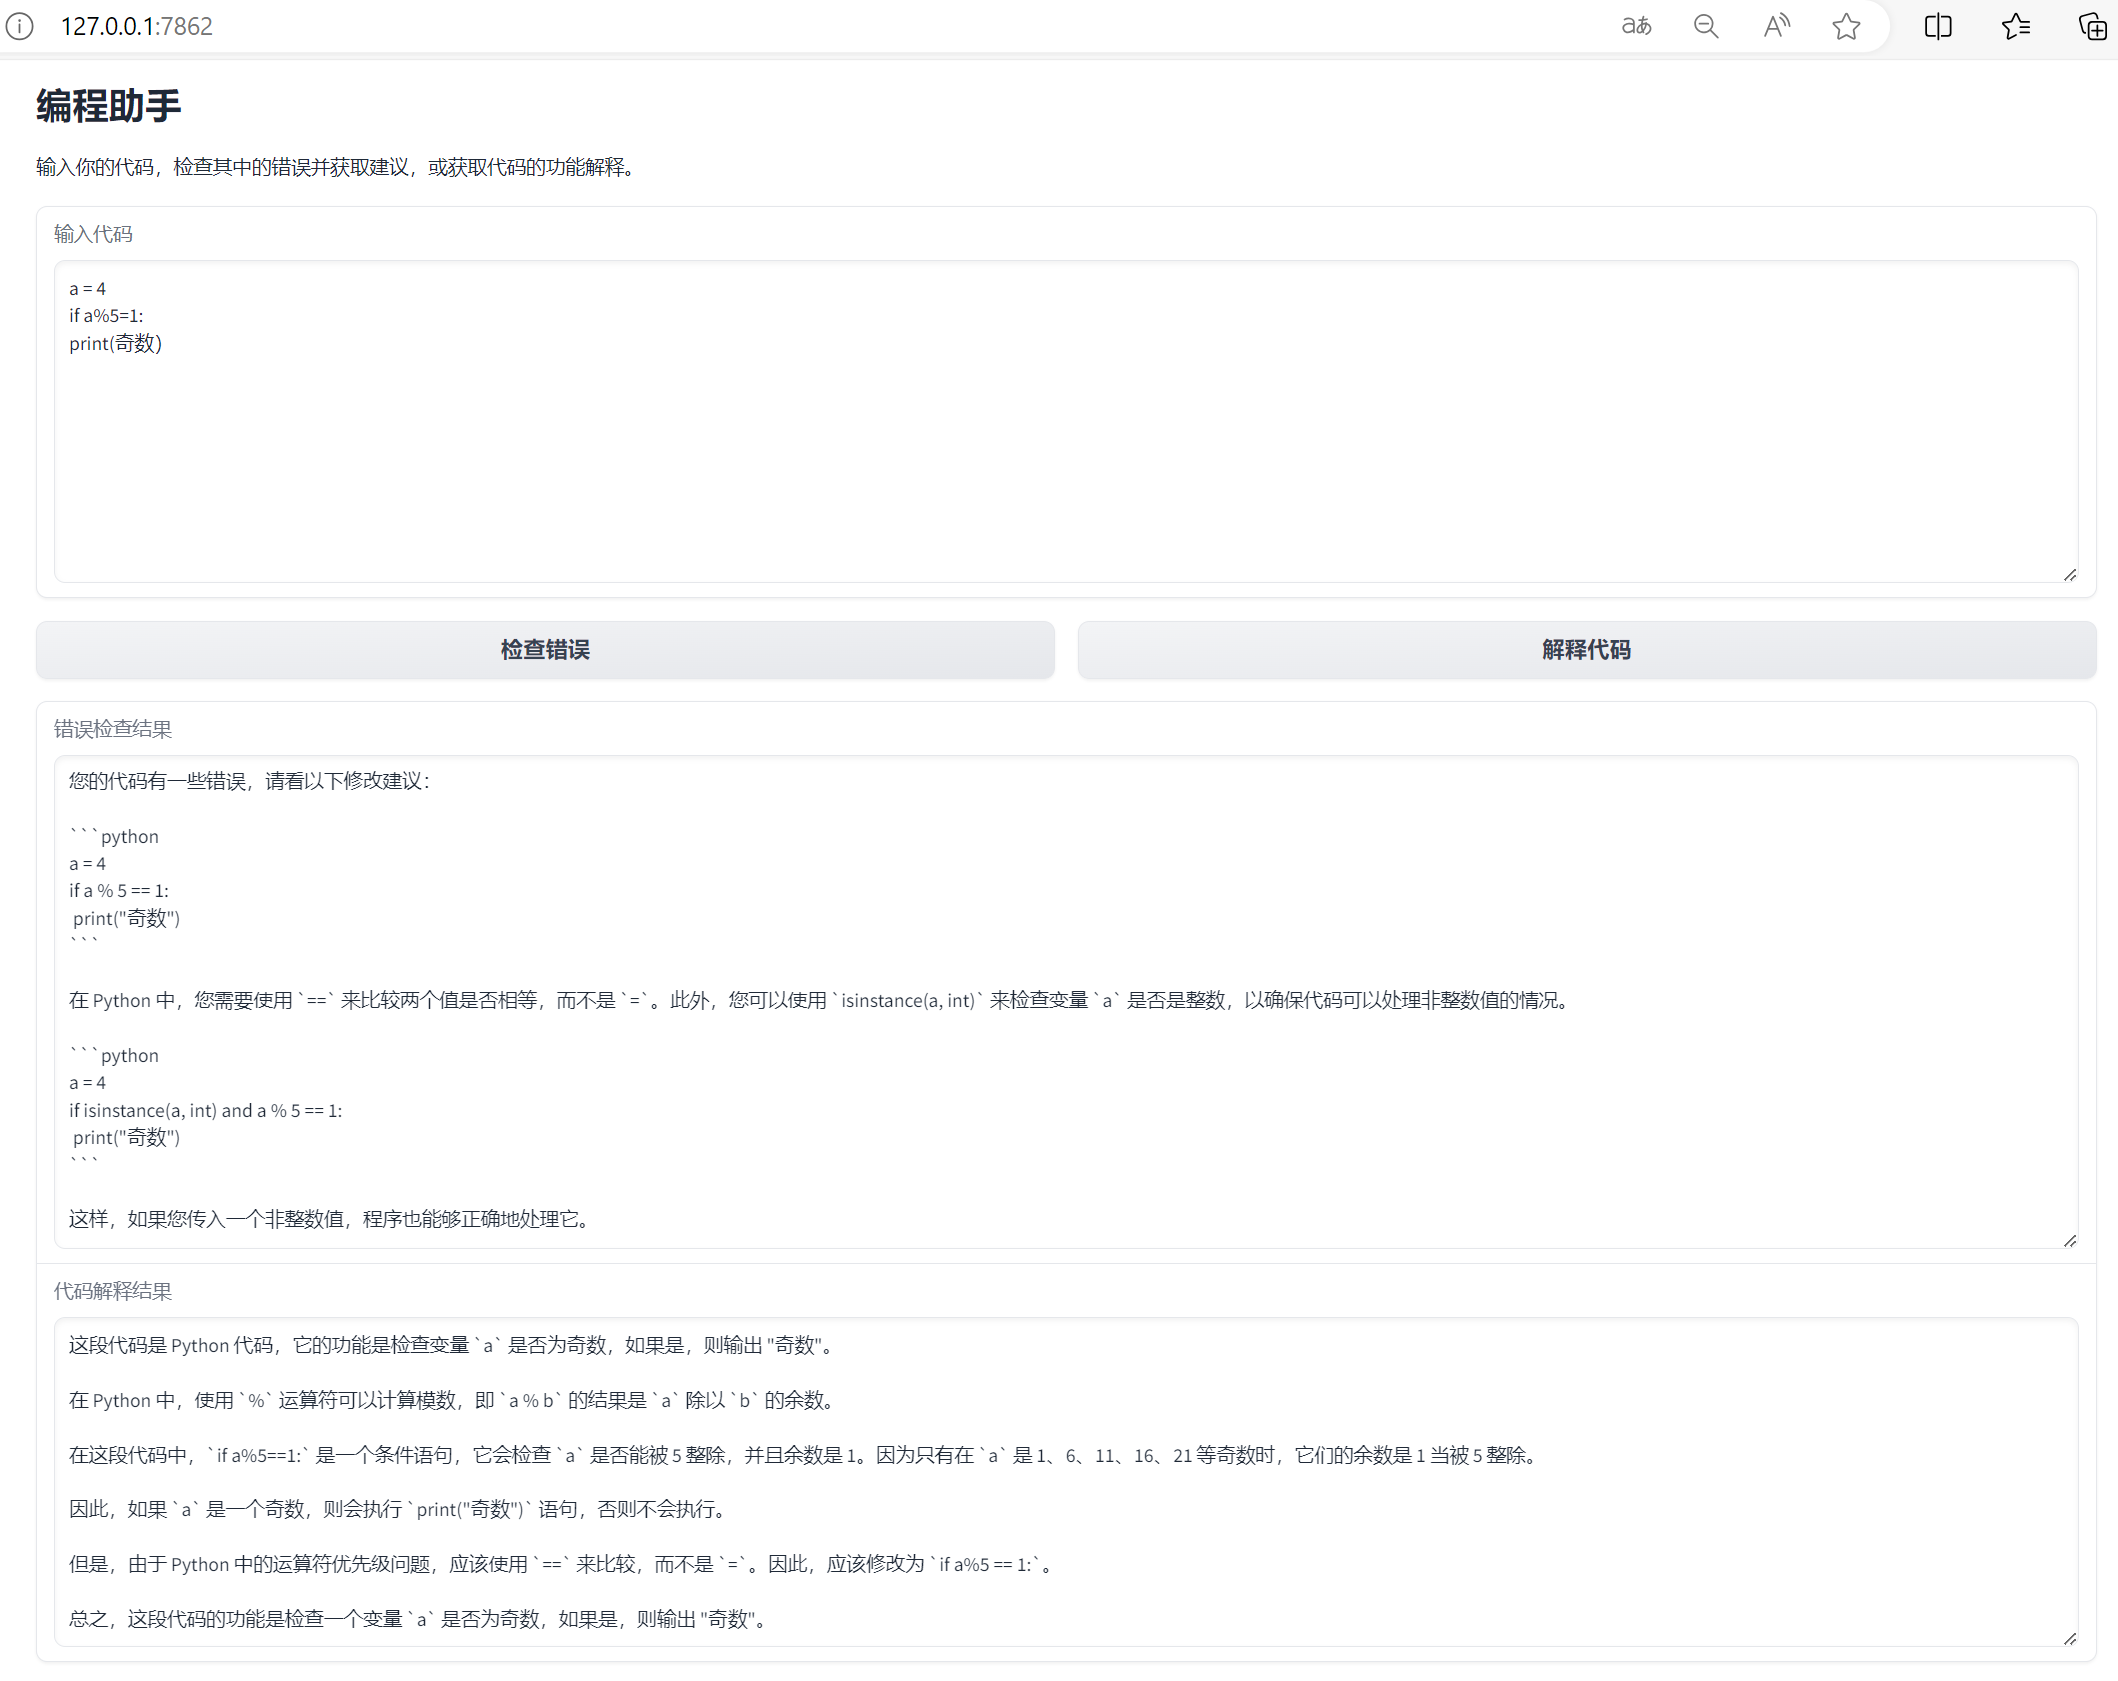 127.0.0.1:7862
编程助手
输入你的代码，检查其中的错误并获取建议，或获取代码的功能解释。
输入代码
a = 4
if a%5=1:
print(奇数)
检查错误
解释代码
错误检查结果
您的代码有一些错误，请看以下修改建议：
```python
a = 4
if a % 5 == 1:
 print("奇数")
```
在 Python 中，您需要使用 `==` 来比较两个值是否相等，而不是 `=`。此外，您可以使用 `isinstance(a, int)` 来检查变量 `a` 是否是整数，以确保代码可以处理非整数值的情况。
```python
a = 4
if isinstance(a, int) and a % 5 == 1:
 print("奇数")
```
这样，如果您传入一个非整数值，程序也能够正确地处理它。
代码解释结果
这段代码是 Python 代码，它的功能是检查变量 `a` 是否为奇数，如果是，则输出 "奇数"。
在 Python 中，使用 `%` 运算符可以计算模数，即 `a % b` 的结果是 `a` 除以 `b` 的余数。
在这段代码中，`if a%5==1:` 是一个条件语句，它会检查 `a` 是否能被 5 整除，并且余数是 1。因为只有在 `a` 是 1、6、11、16、21 等奇数时，它们的余数是 1 当被 5 整除。
因此，如果 `a` 是一个奇数，则会执行 `print("奇数")` 语句，否则不会执行。
但是，由于 Python 中的运算符优先级问题，应该使用 `==` 来比较，而不是 `=`。因此，应该修改为 `if a%5 == 1:`。
总之，这段代码的功能是检查一个变量 `a` 是否为奇数，如果是，则输出 "奇数"。